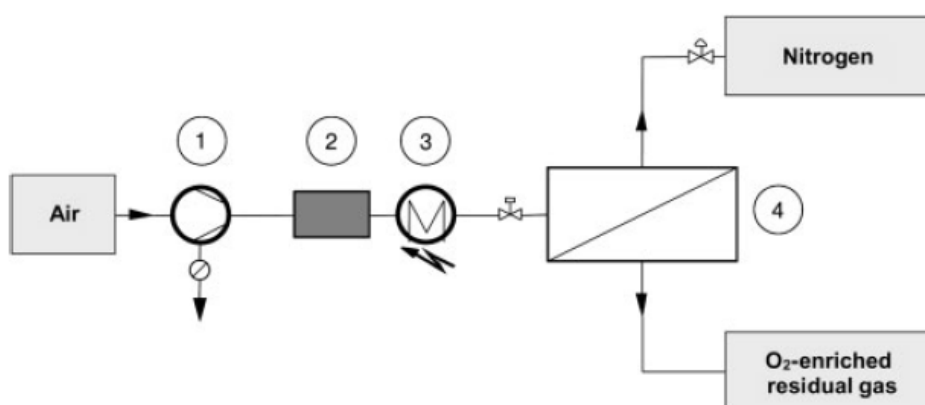 Nitrogen
1
2
3
Air
4
O₂-enriched
residual gas